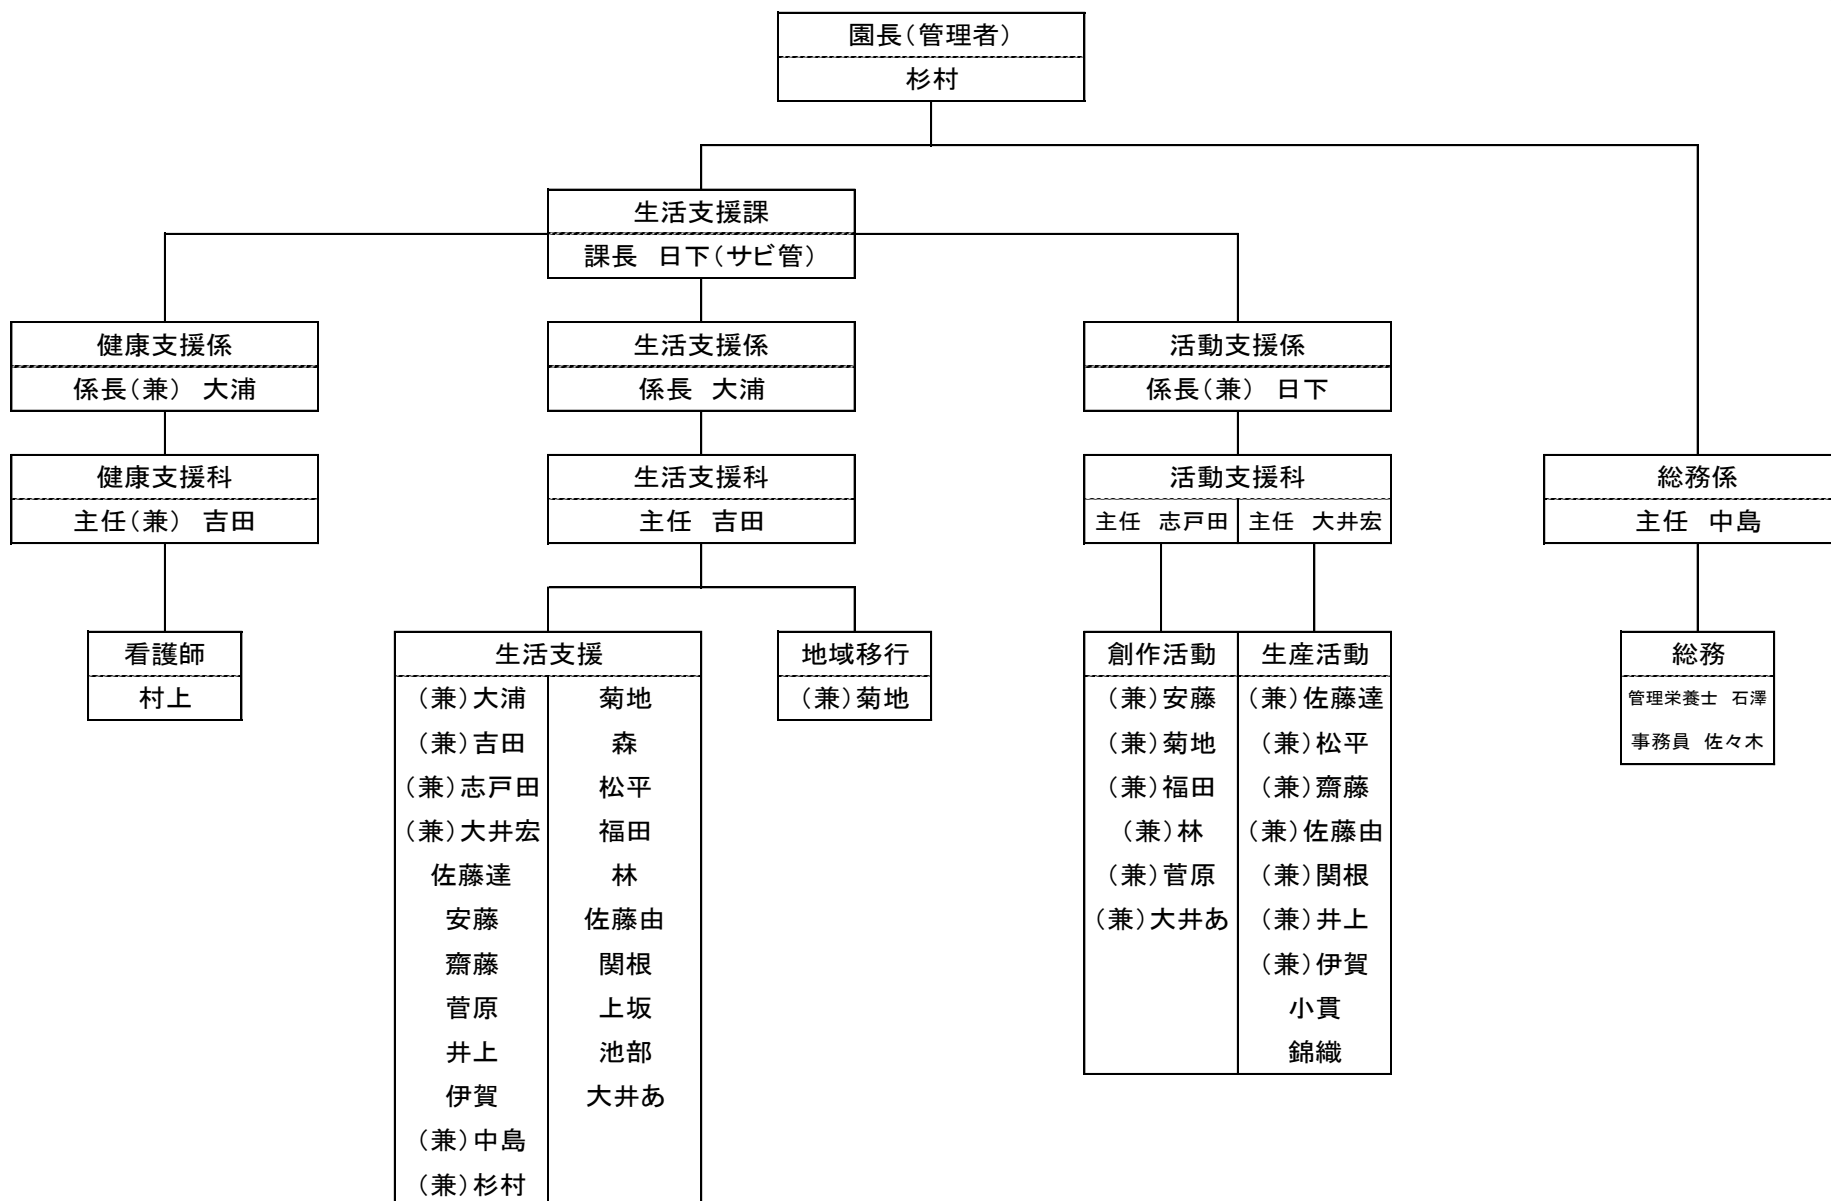 園長(管理者)
杉村
生活支援課
課長　日下(サビ管)
健康支援係
係長(兼)　大浦
生活支援係
係長　大浦
活動支援係
係長(兼)　日下
健康支援科
主任(兼)　吉田
生活支援科
主任　吉田
活動支援科
主任　志戸田
主任　大井宏
総務係
主任　中島
看護師
村上
生活支援
(兼)大浦　菊地
(兼)吉田　森
(兼)志戸田　松平
(兼)大井宏　福田
佐藤達　林
安藤　佐藤由
齋藤　関根
菅原　上坂
井上　池部
伊賀　大井あ
(兼)中島
(兼)杉村
地域移行
(兼)菊地
創作活動
(兼)安藤
(兼)菊地
(兼)福田
(兼)林
(兼)菅原
(兼)大井あ
生産活動
(兼)佐藤達
(兼)松平
(兼)齋藤
(兼)佐藤由
(兼)関根
(兼)井上
(兼)伊賀
小貫
錦織
総務
管理栄養士　石澤
事務員　佐々木